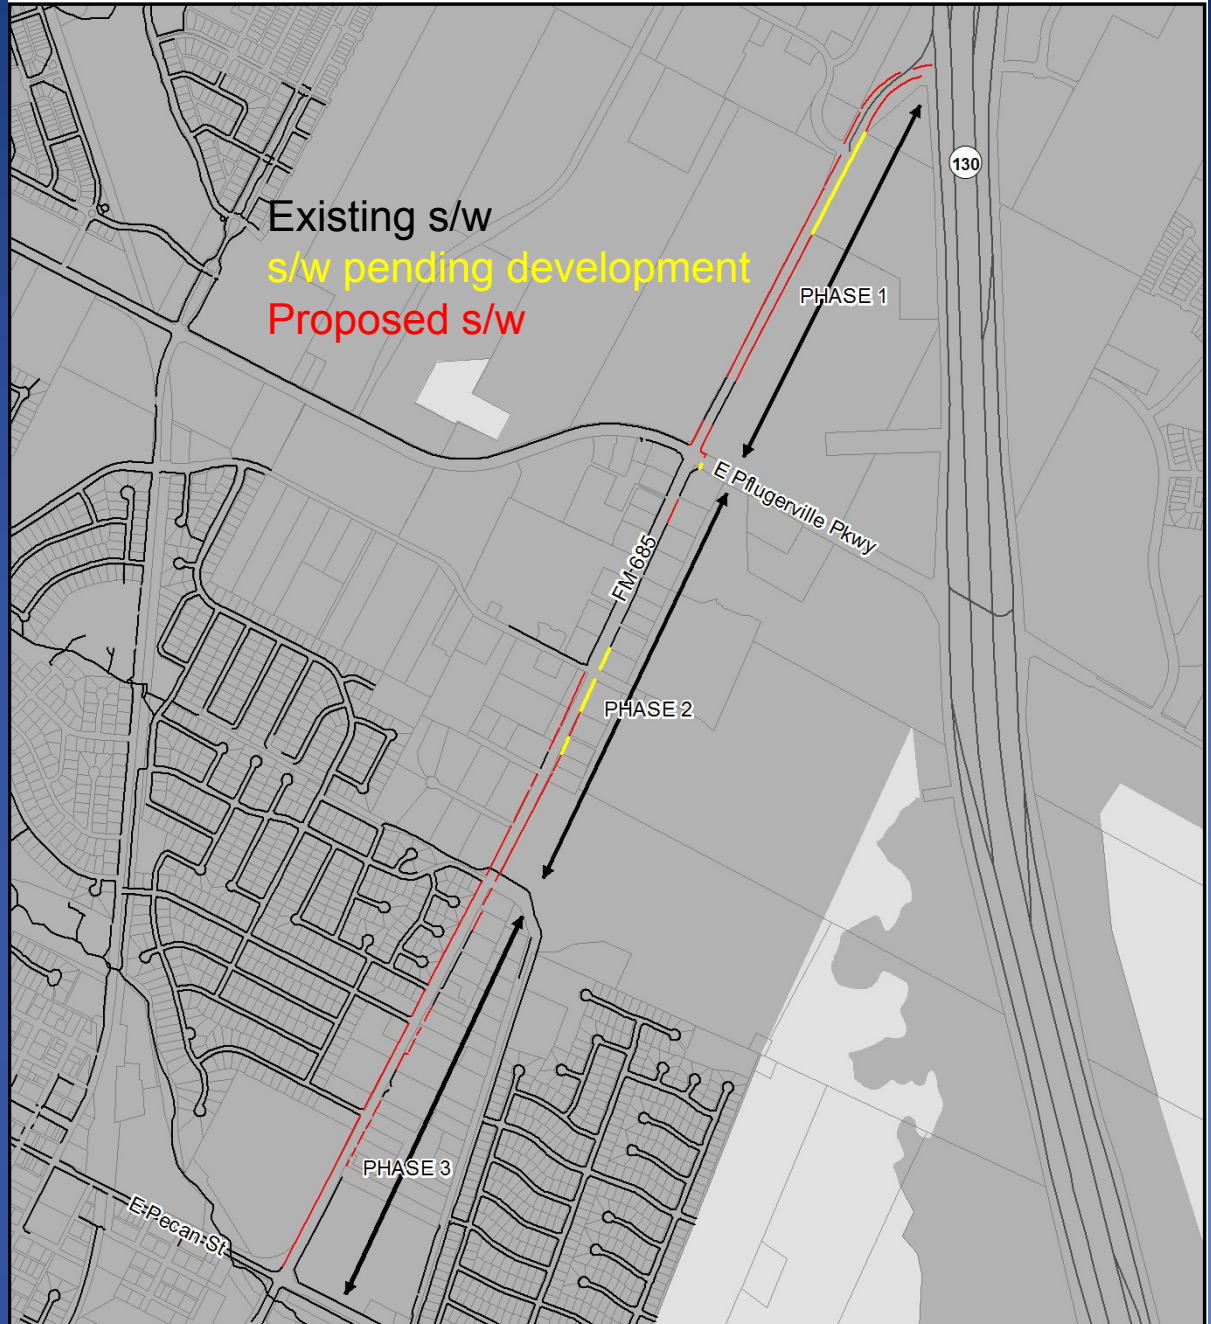 130
Existing s/w
s/w pending development
Proposed s/w
PHASE 1
E Pflugerville Pkwy
FM-685
PHASE 2
PHASE 3
E Pecan St